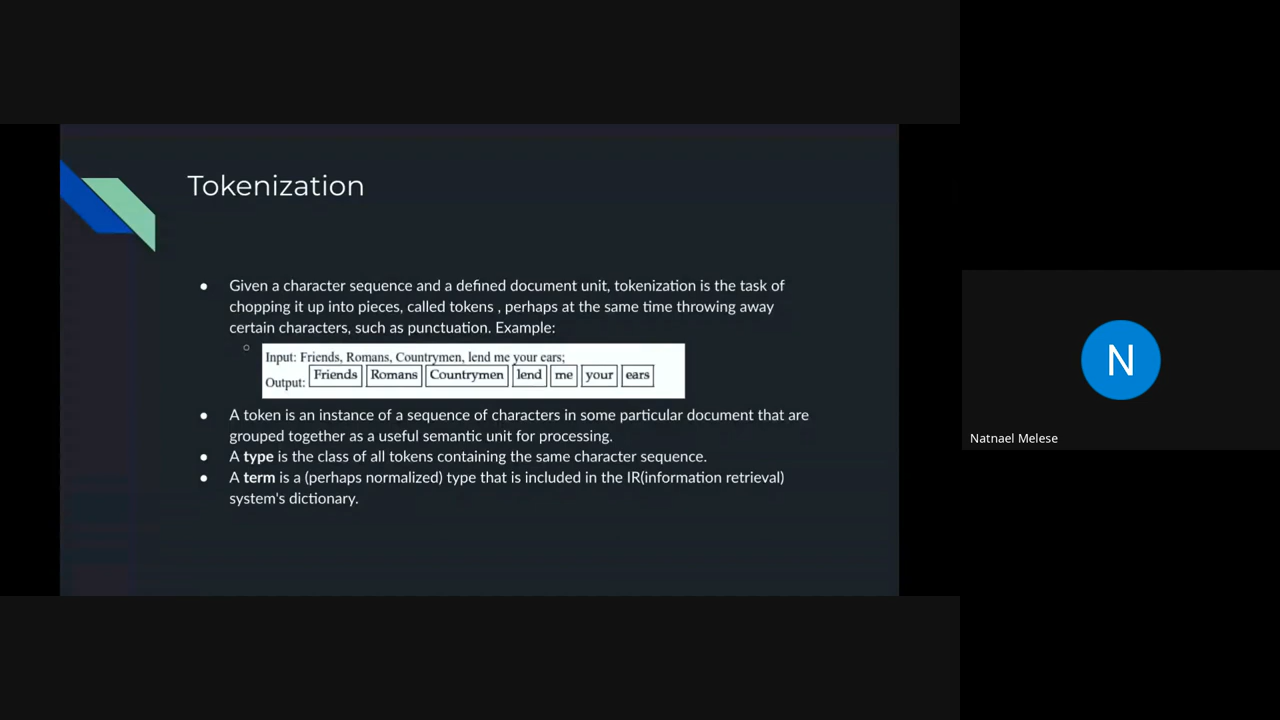 Tokenization
● Given a character sequence and a defined document unit, tokenization is the task of
chopping it up into pieces, called tokens , perhaps at the same time throwing away
certain characters, such as punctuation. Example:
○
Input: Friends, Romans, Countrymen, lend me your ears;
Output: Friends Romans Countrymen lend me your ears
● A token is an instance of a sequence of characters in some particular document that are
grouped together as a useful semantic unit for processing.
● A type is the class of all tokens containing the same character sequence.
● A term is a (perhaps normalized) type that is included in the IR(information retrieval)
system's dictionary.
N
Natnael Melese